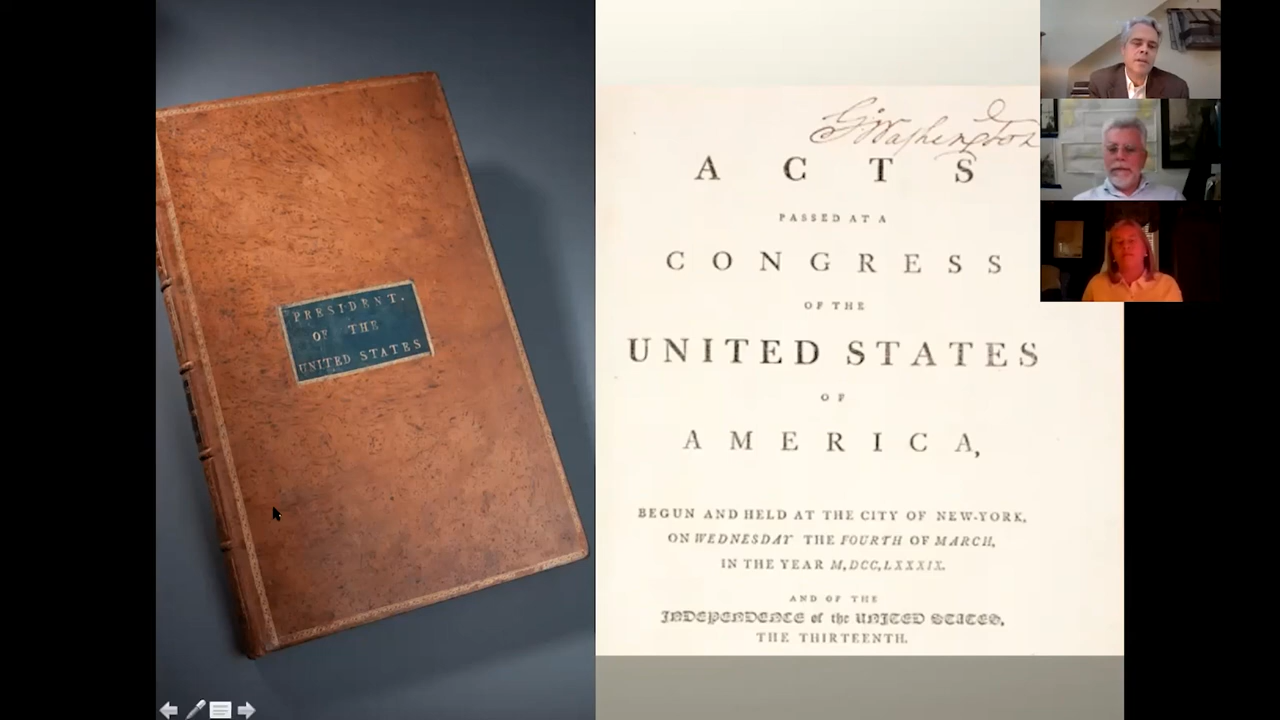 PRESIDENT.
OF THE
UNITED STATES
G:Washington
ACTS
PASSED AT A
CONGRESS
OF THE
UNITED STATES
OF
AMERICA,
BEGUN AND HELD AT THE CITY OF NEW-YORK,
ON WEDNESDAY THE FOURTH OF MARCH,
IN THE YEAR M,DCC,LXXXIX.
AND OF THE
INDEPENDENCE of the UNITED STATES,
THE THIRTEENTH.